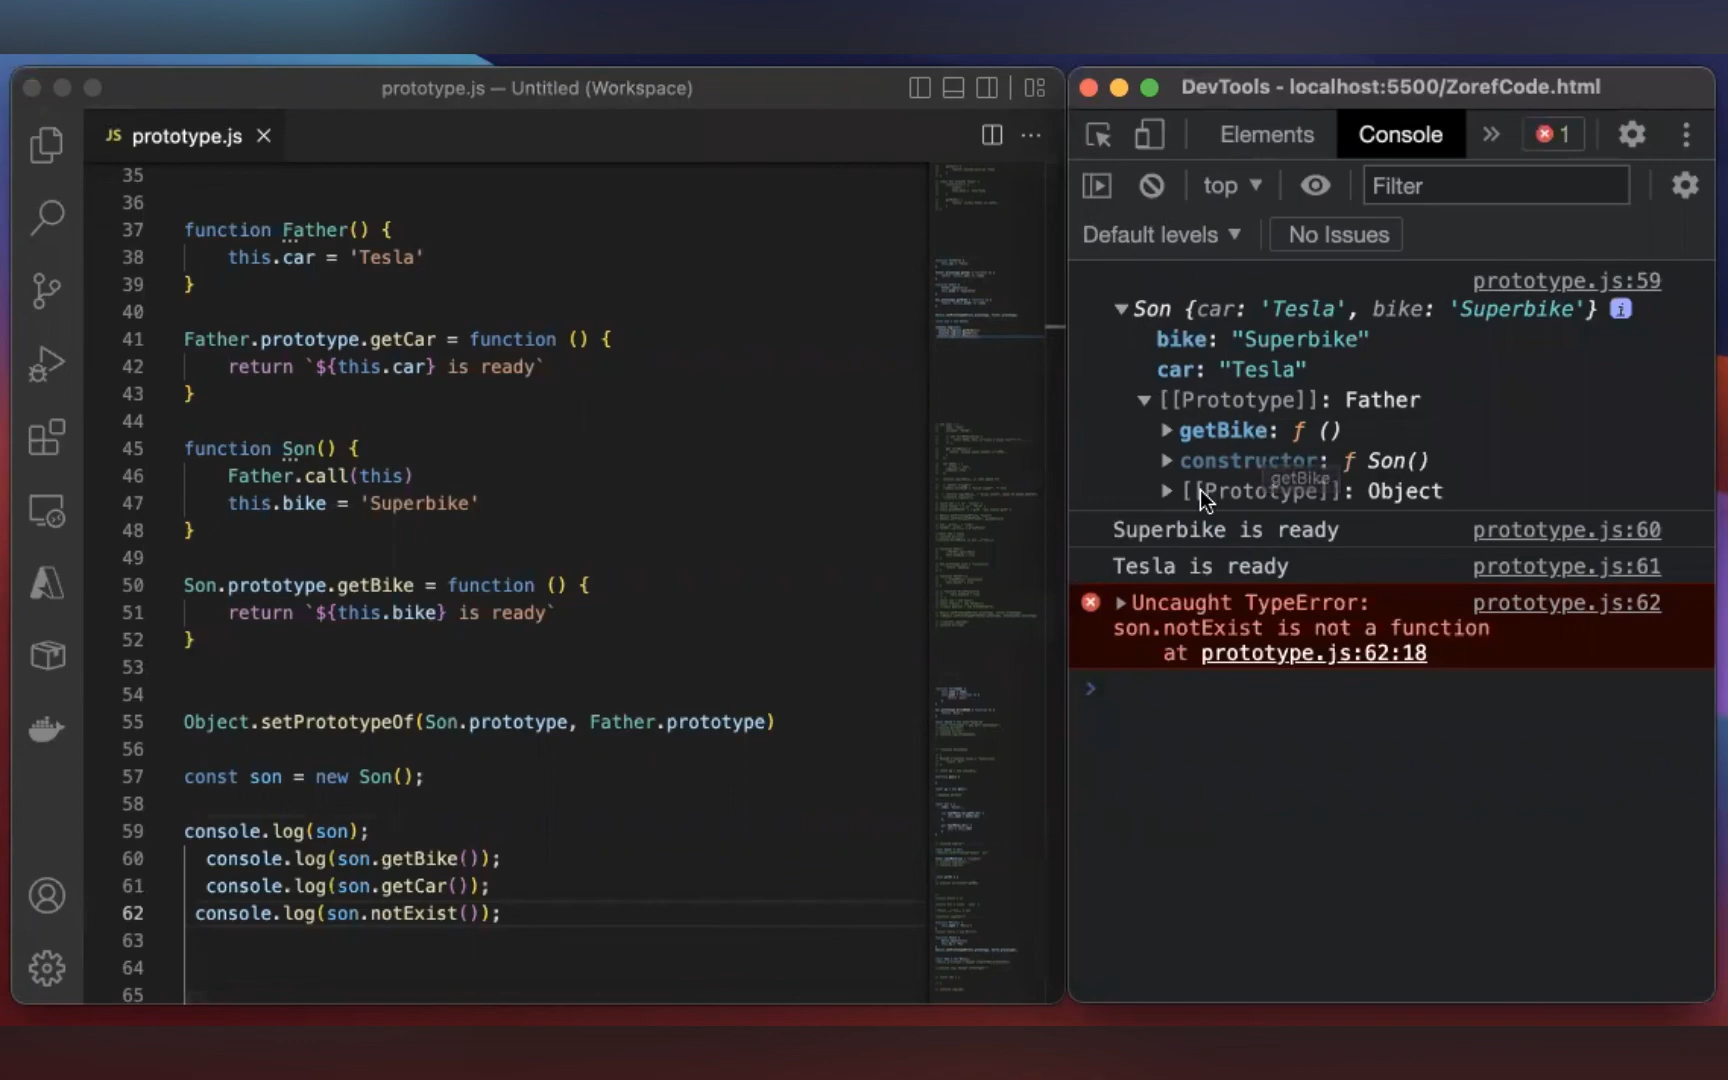 prototype.js — Untitled (Workspace)
JS prototype.js
35
36
37 function Father() {
38 this.car = 'Tesla'
39 }
40
41 Father.prototype.getCar = function () {
42 return `${this.car} is ready`
43 }
44
45 function Son() {
46 Father.call(this)
47 this.bike = 'Superbike'
48 }
49
50 Son.prototype.getBike = function () {
51 return `${this.bike} is ready`
52 }
53
54
55 Object.setPrototypeOf(Son.prototype, Father.prototype)
56
57 const son = new Son();
58
59 console.log(son);
60 console.log(son.getBike());
61 console.log(son.getCar());
62 console.log(son.notExist());
63
64
65
DevTools - localhost:5500/ZorefCode.html
Elements Console » 1
top ▼ Filter
Default levels ▼ No Issues
prototype.js:59
Son {car: 'Tesla', bike: 'Superbike'} i
bike: "Superbike"
car: "Tesla"
[[Prototype]]: Father
getBike: ƒ ()
constructor: ƒ Son()
getBike
[[Prototype]]: Object
Superbike is ready prototype.js:60
Tesla is ready prototype.js:61
Uncaught TypeError: prototype.js:62
son.notExist is not a function
at prototype.js:62:18